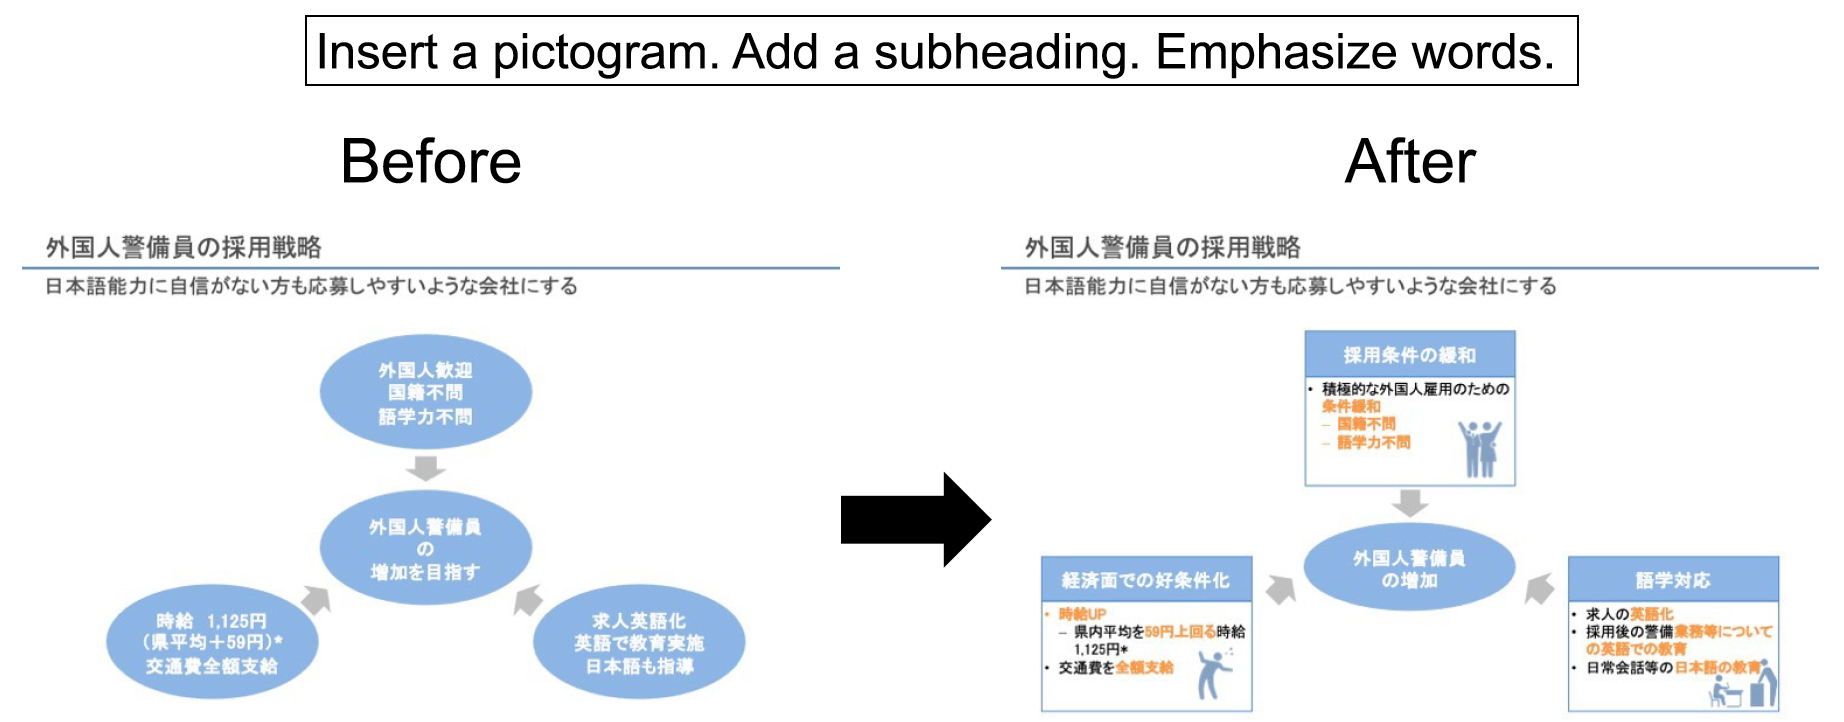 Insert a pictogram. Add a subheading. Emphasize words.
Before
外国人警備員の採用戦略
日本語能力に自信がない方も応募しやすいような会社にする
外国人歓迎
国籍不問
語学力不問
外国人警備員
の
増加を目指す
時給 1,125円
(県平均＋59円)*
交通費全額支給
求人英語化
英語で教育実施
日本語も指導
After
外国人警備員の採用戦略
日本語能力に自信がない方も応募しやすいような会社にする
採用条件の緩和
• 積極的な外国人雇用のための
条件緩和
– 国籍不問
– 語学力不問
外国人警備員
の増加
経済面での好条件化
• 時給UP
– 県内平均を59円上回る時給
1,125円*
• 交通費を全額支給
語学対応
• 求人の英語化
• 採用後の警備業務等について
の英語での教育
• 日常会話等の日本語の教育